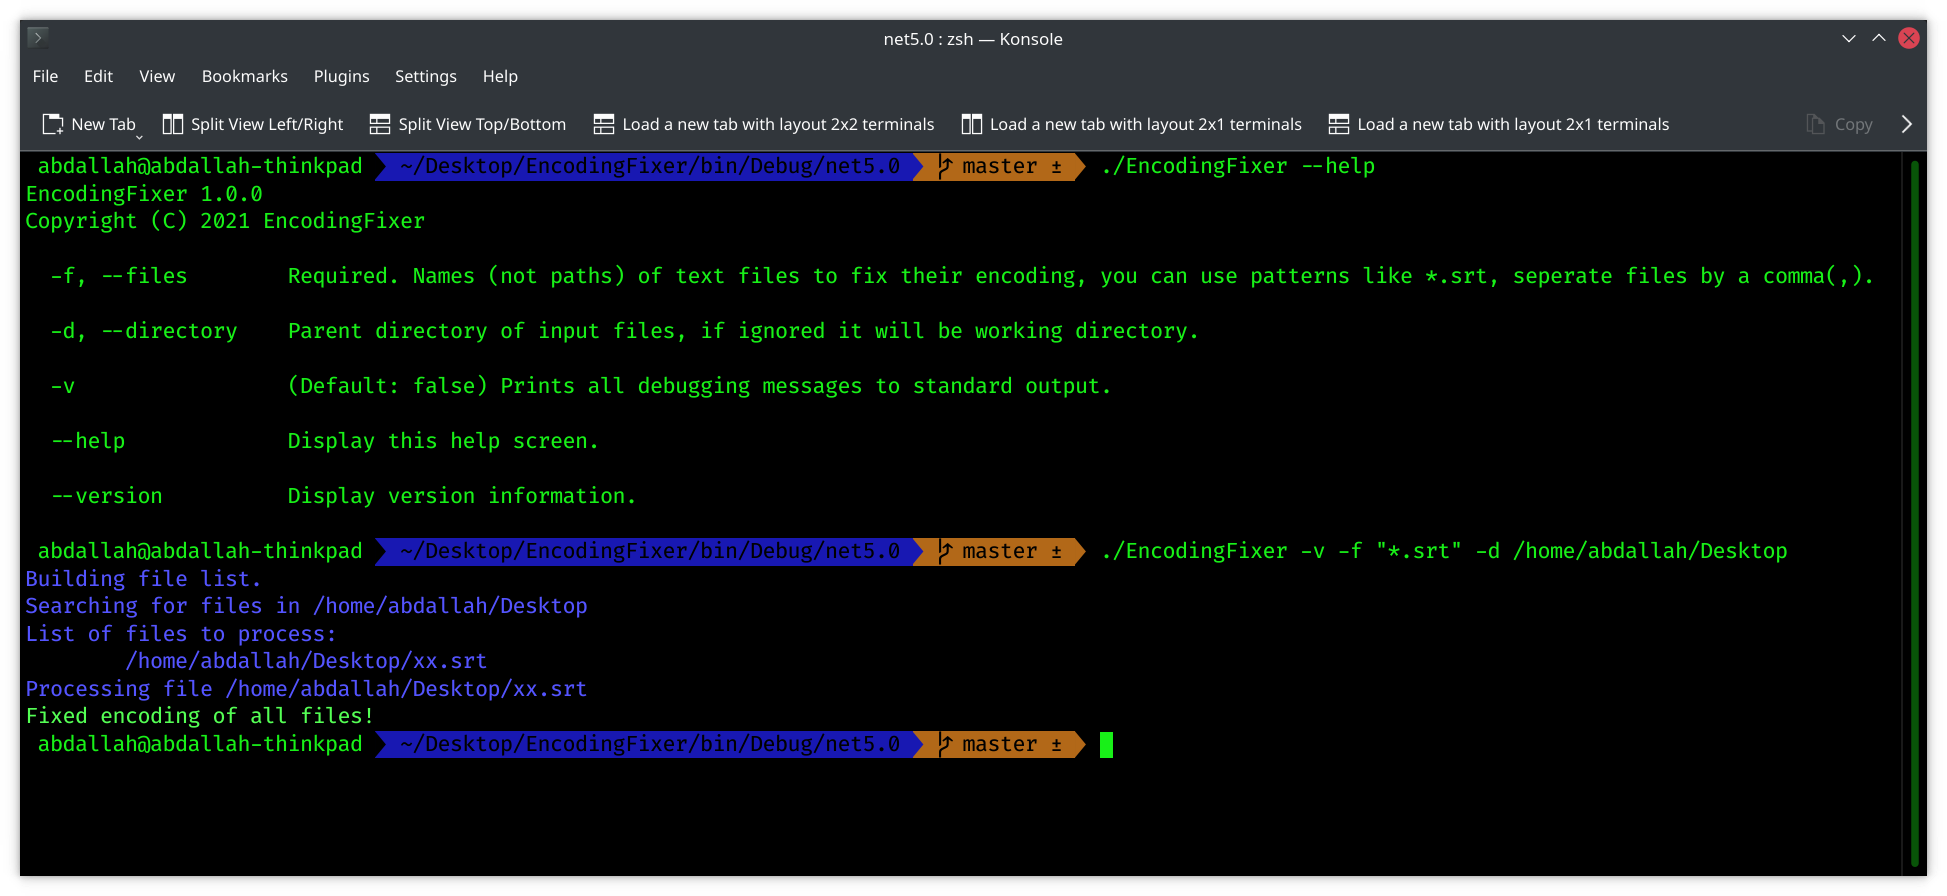 net5.0 : zsh — Konsole
File Edit View Bookmarks Plugins Settings Help
New Tab Split View Left/Right Split View Top/Bottom Load a new tab with layout 2x2 terminals Load a new tab with layout 2x1 terminals Load a new tab with layout 2x1 terminals Copy
abdallah@abdallah-thinkpad ~/Desktop/EncodingFixer/bin/Debug/net5.0 master ± ./EncodingFixer --help
EncodingFixer 1.0.0
Copyright (C) 2021 EncodingFixer
-f, --files Required. Names (not paths) of text files to fix their encoding, you can use patterns like *.srt, seperate files by a comma(,).
-d, --directory Parent directory of input files, if ignored it will be working directory.
-v (Default: false) Prints all debugging messages to standard output.
--help Display this help screen.
--version Display version information.
abdallah@abdallah-thinkpad ~/Desktop/EncodingFixer/bin/Debug/net5.0 master ± ./EncodingFixer -v -f "*.srt" -d /home/abdallah/Desktop
Building file list.
Searching for files in /home/abdallah/Desktop
List of files to process:
/home/abdallah/Desktop/xx.srt
Processing file /home/abdallah/Desktop/xx.srt
Fixed encoding of all files!
abdallah@abdallah-thinkpad ~/Desktop/EncodingFixer/bin/Debug/net5.0 master ±